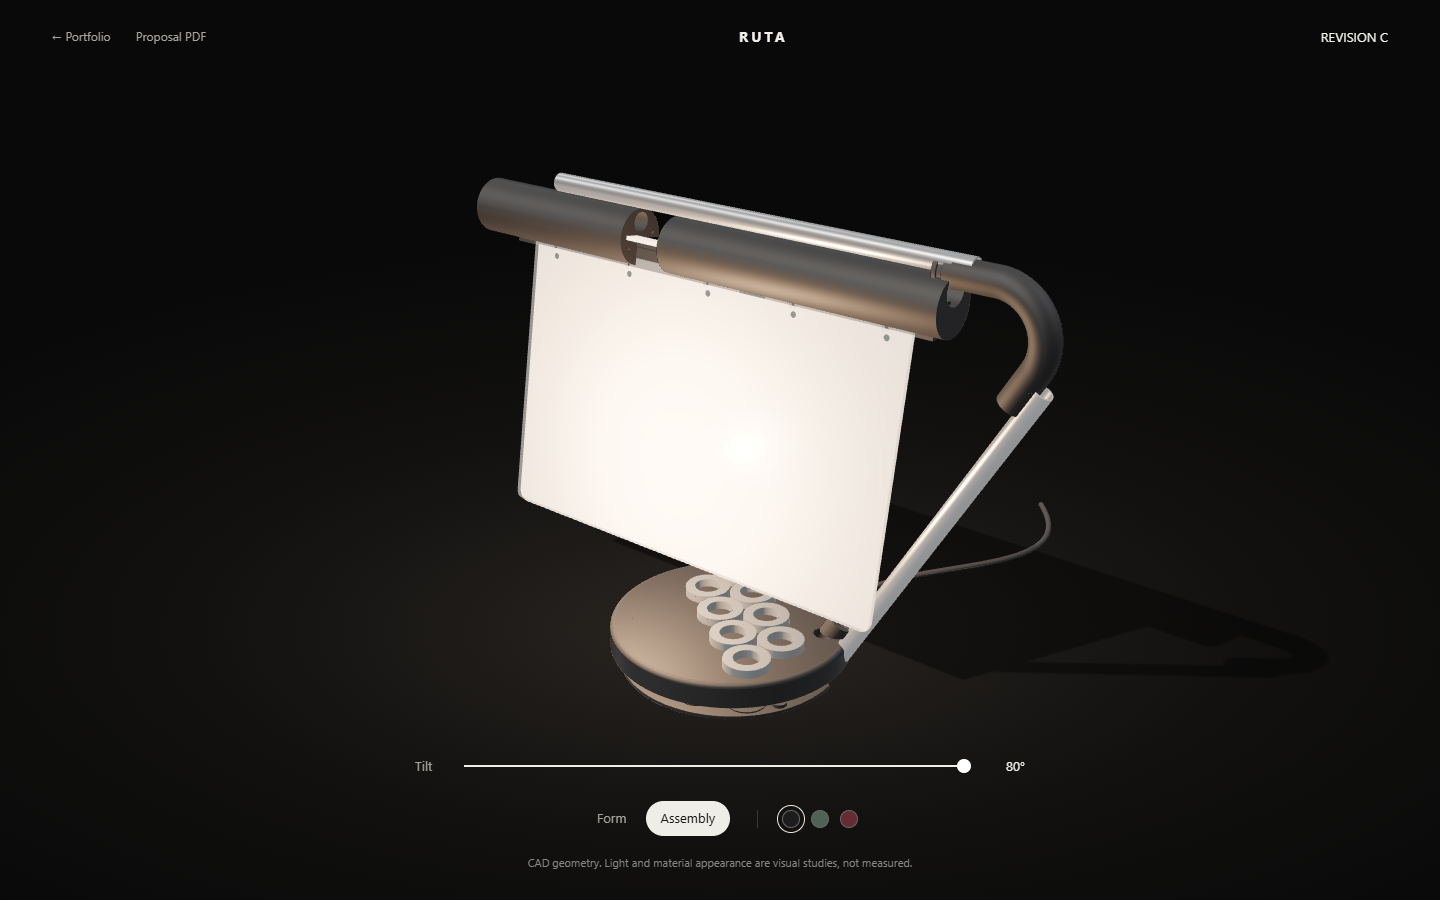 ← Portfolio
Proposal PDF
RUTA
REVISION C
Tilt
80°
Form
Assembly
CAD geometry. Light and material appearance are visual studies, not measured.